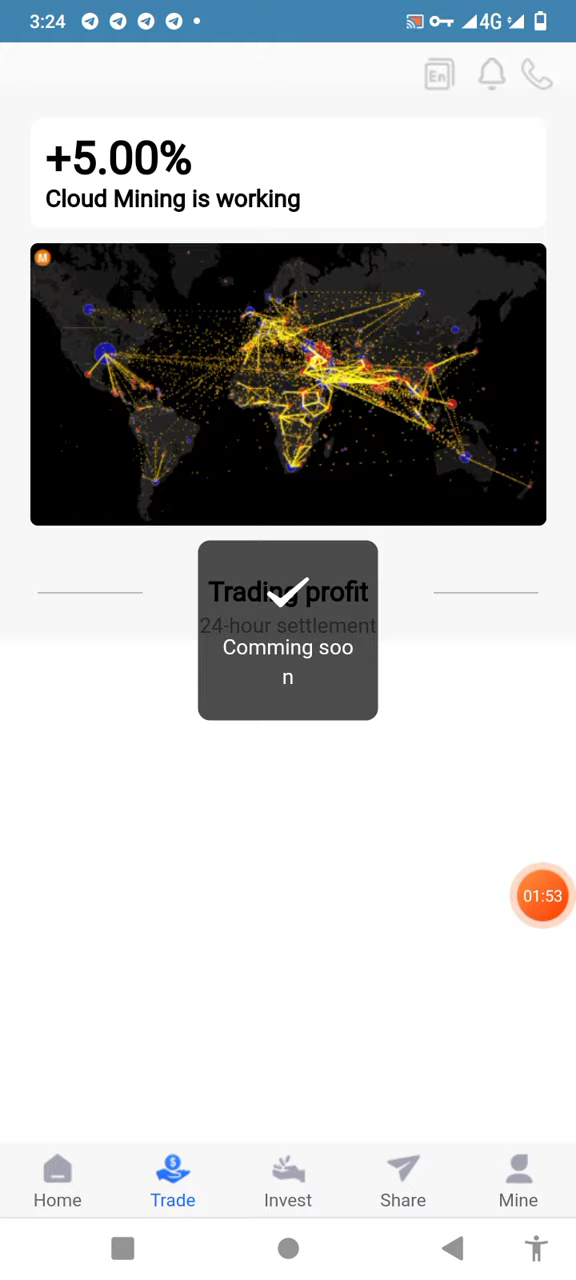 3:24
4G
En
+5.00%
Cloud Mining is working
M
Trading profit
24-hour settlement
Comming soo
n
01:53
Home
Trade
Invest
Share
Mine